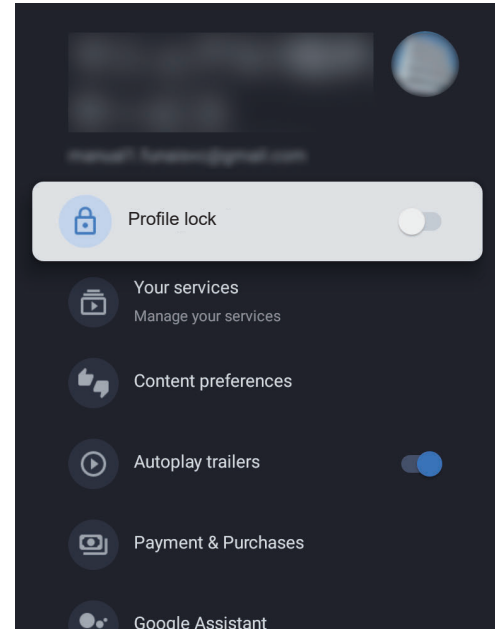 Profile lock
Your services
Manage your services
Content preferences
Autoplay trailers
Payment & Purchases
Google Assistant